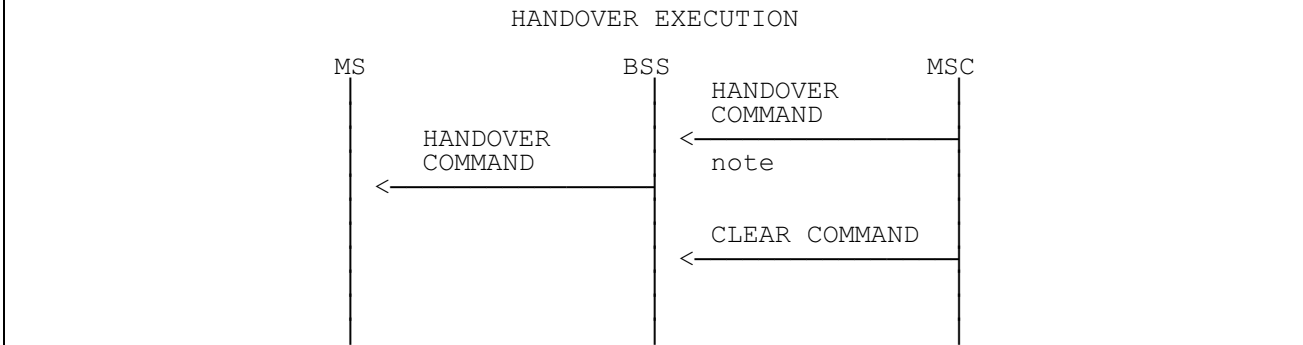 HANDOVER EXECUTION
MS BSS MSC
HANDOVER
COMMAND
HANDOVER
COMMAND
note
CLEAR COMMAND